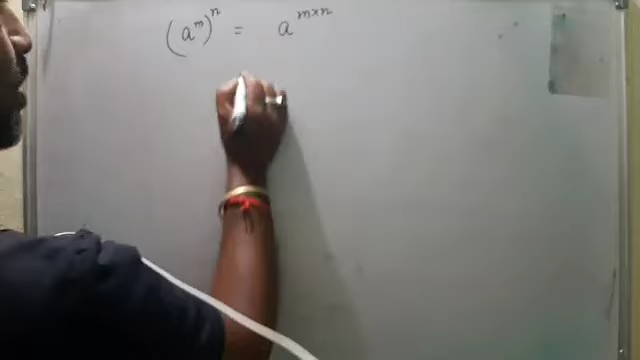 (aᵐ)ⁿ = aᵐˣⁿ